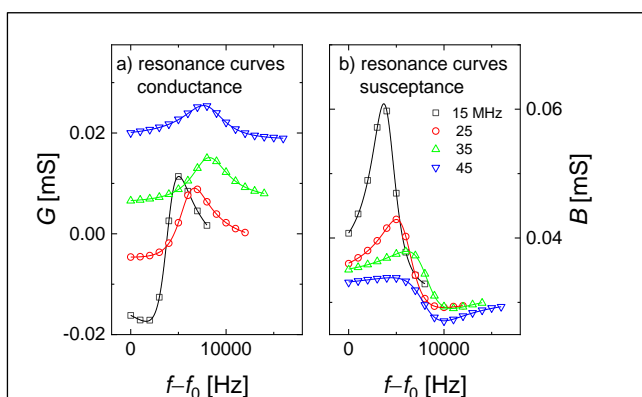 a) resonance curves
conductance
b) resonance curves
susceptance
15 MHz
25
35
45
0.02
0.00
-0.02
G [mS]
0.06
0.04
B [mS]
0 10000
0 10000
f−f0 [Hz]
f−f0 [Hz]